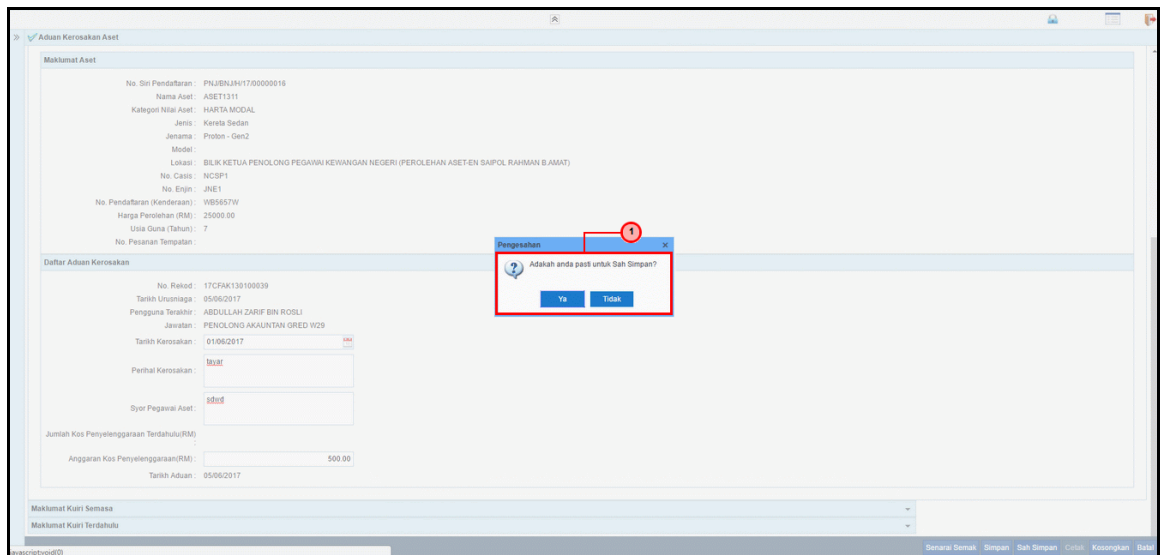 Aduan Kerosakan Aset
Maklumat Aset
No. Siri Pendaftaran : PNJ/BNJ/H/17/00000016
Nama Aset : ASET1311
Kategori Nilai Aset : HARTA MODAL
Jenis : Kereta Sedan
Jenama : Proton - Gen2
Model :
Lokasi : BILIK KETUA PENOLONG PEGAWAI KEWANGAN NEGERI (PEROLEHAN ASET-EN SAIPOL RAHMAN B.AMAT)
No. Casis : NCSP1
No. Enjin : JNE1
No. Pendaftaran (Kenderaan) : WB5657W
Harga Perolehan (RM) : 25000.00
Usia Guna (Tahun) : 7
No. Pesanan Tempatan :
1
Pengesahan x
Adakah anda pasti untuk Sah Simpan?
Ya Tidak
Daftar Aduan Kerosakan
No. Rekod : 17CFAK130100039
Tarikh Urusniaga : 05/06/2017
Pengguna Terakhir : ABDULLAH ZARIF BIN ROSLI
Jawatan : PENOLONG AKAUNTAN GRED W29
Tarikh Kerosakan : 01/06/2017
Perihal Kerosakan : tayar
Syor Pegawai Aset : sdwd
Jumlah Kos Penyelenggaraan Terdahulu(RM)
:
Anggaran Kos Penyelenggaraan(RM) : 500.00
Tarikh Aduan : 05/06/2017
Maklumat Kuiri Semasa
Maklumat Kuiri Terdahulu
Senarai Semak Simpan Sah Simpan Cetak Kosongkan Batal
javascript:void(0)